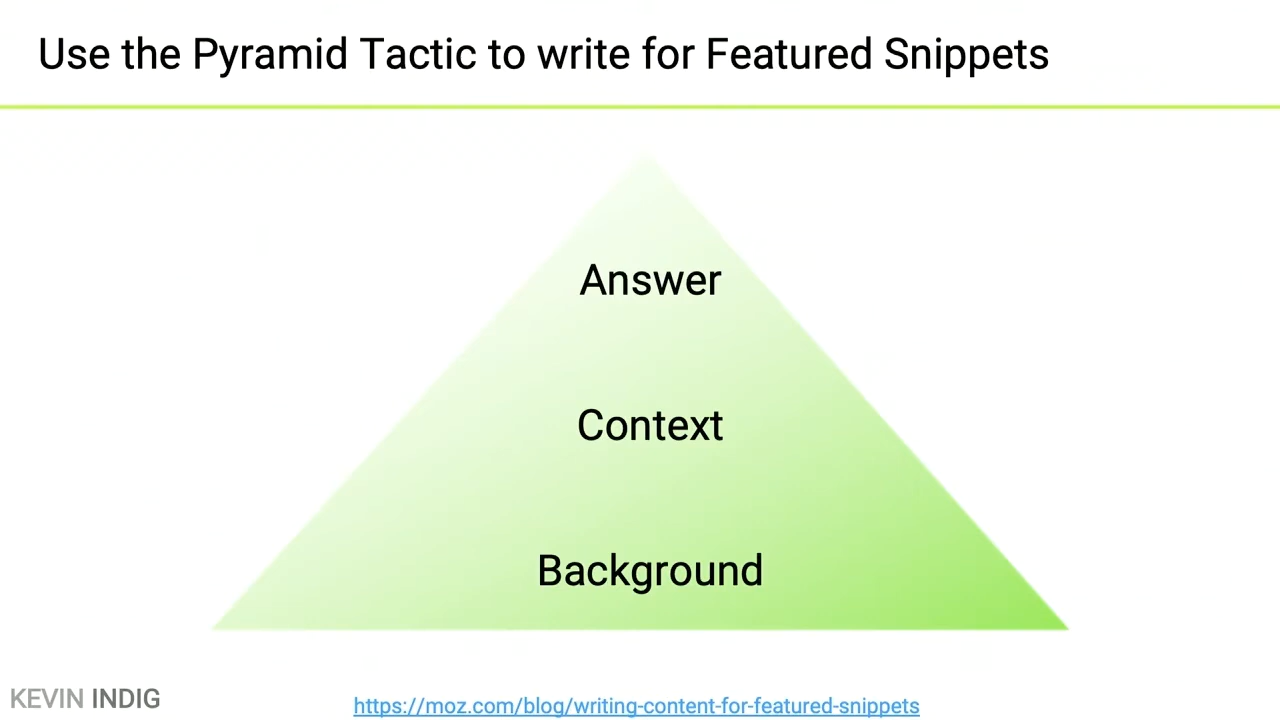 Use the Pyramid Tactic to write for Featured Snippets
Answer
Context
Background
KEVIN INDIG
https://moz.com/blog/writing-content-for-featured-snippets